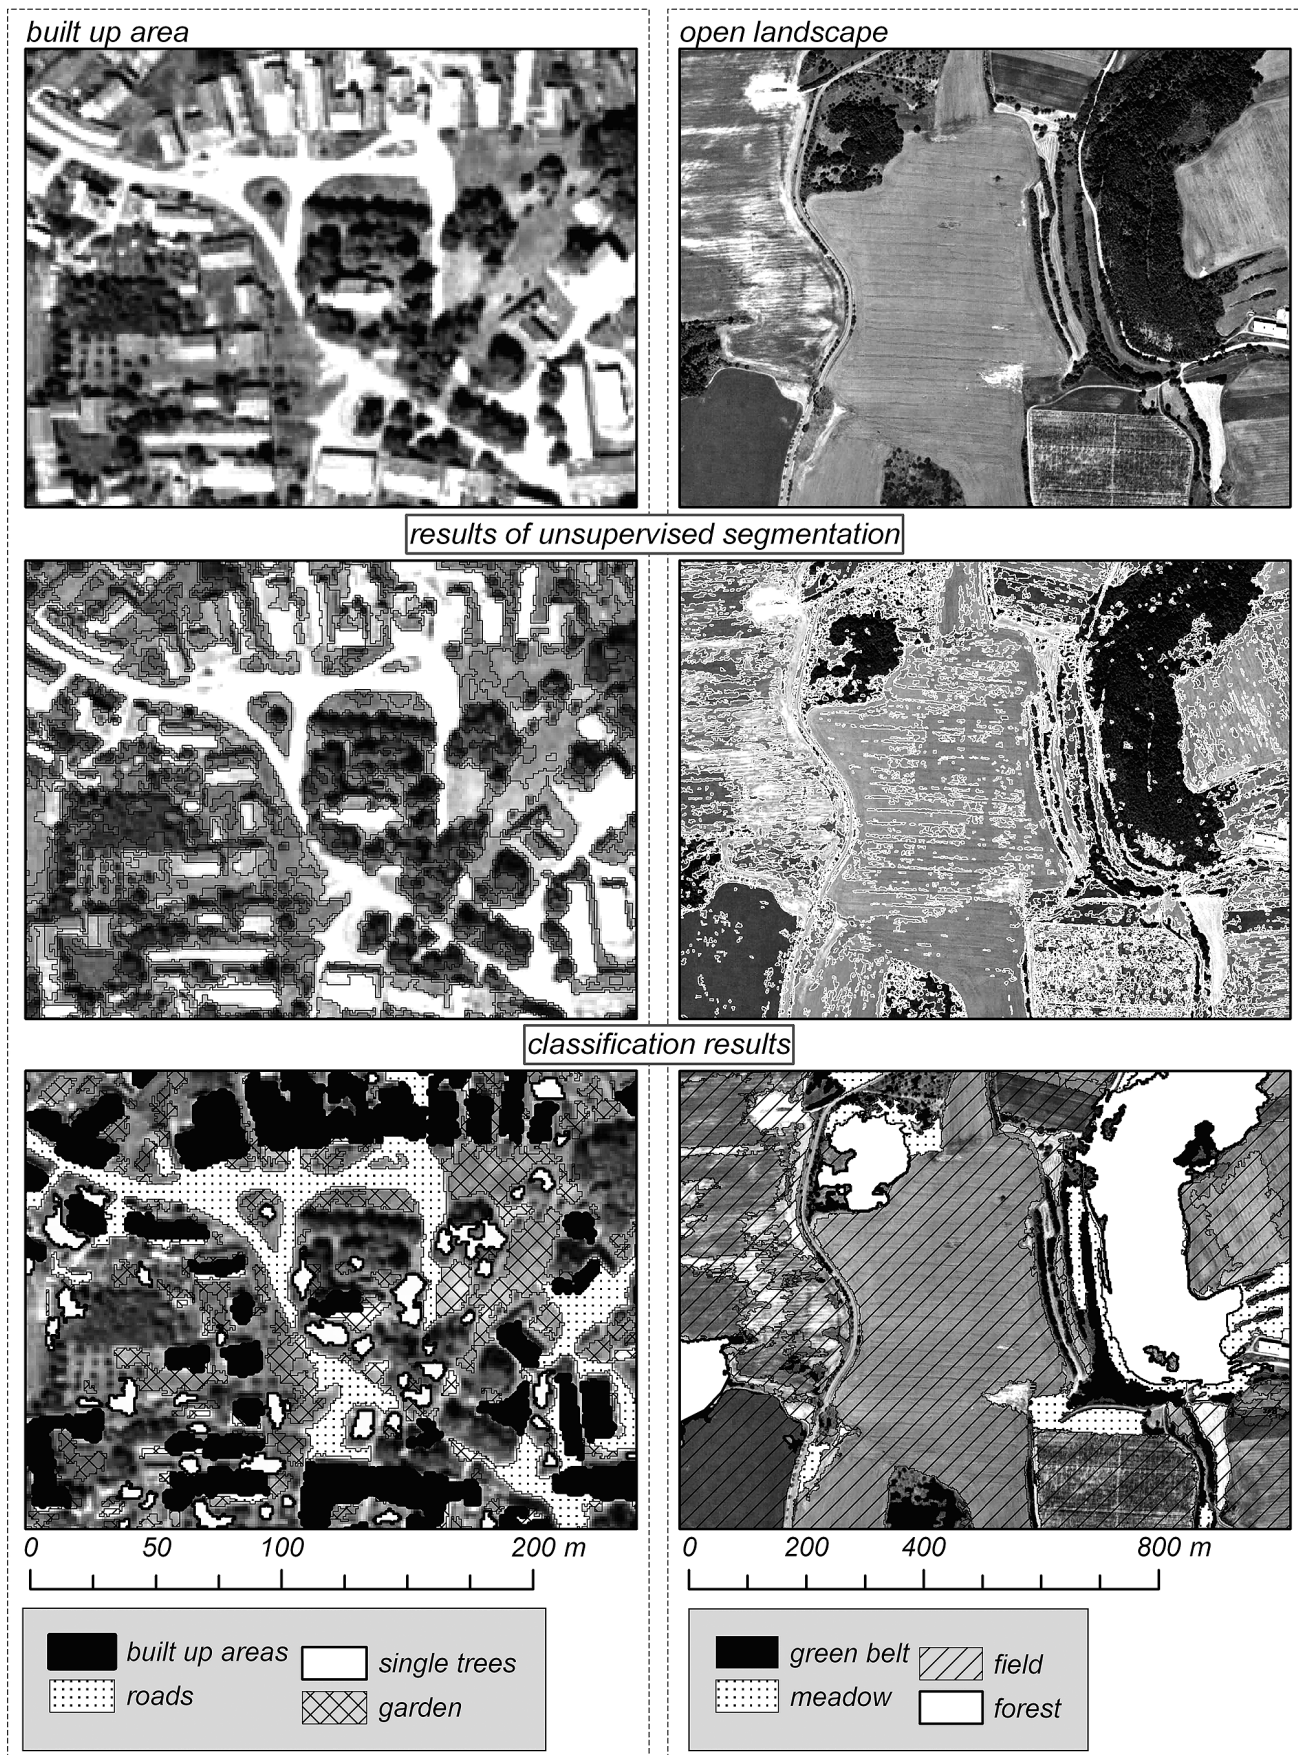 built up area
open landscape
results of unsupervised segmentation
classification results
0 50 100 200 m
0 200 400 800 m
built up areas
single trees
roads
garden
green belt
field
meadow
forest